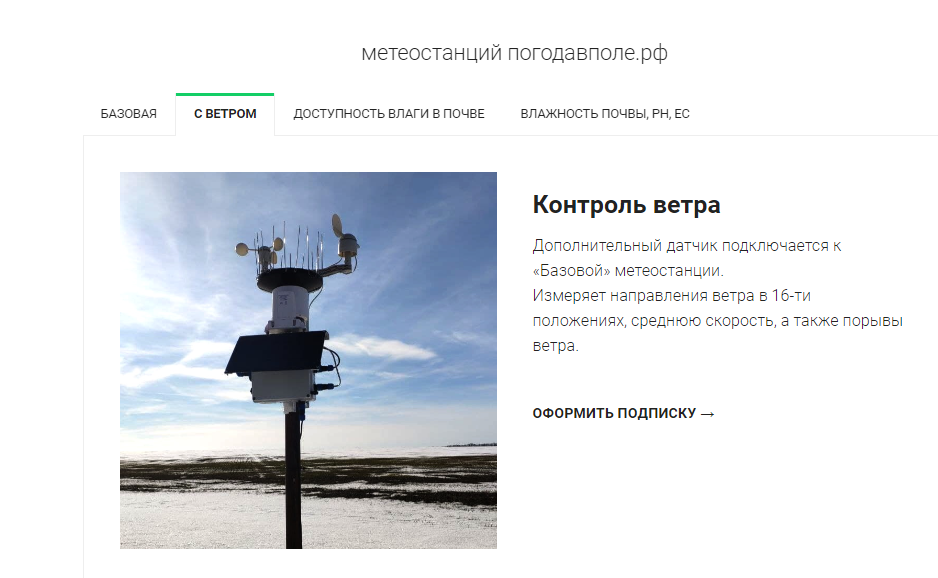 метеостанций погодавполе.рф
БАЗОВАЯ
С ВЕТРОМ
ДОСТУПНОСТЬ ВЛАГИ В ПОЧВЕ
ВЛАЖНОСТЬ ПОЧВЫ, PH, EC
Контроль ветра
Дополнительный датчик подключается к
«Базовой» метеостанции.
Измеряет направления ветра в 16-ти
положениях, среднюю скорость, а также порывы
ветра.
ОФОРМИТЬ ПОДПИСКУ →